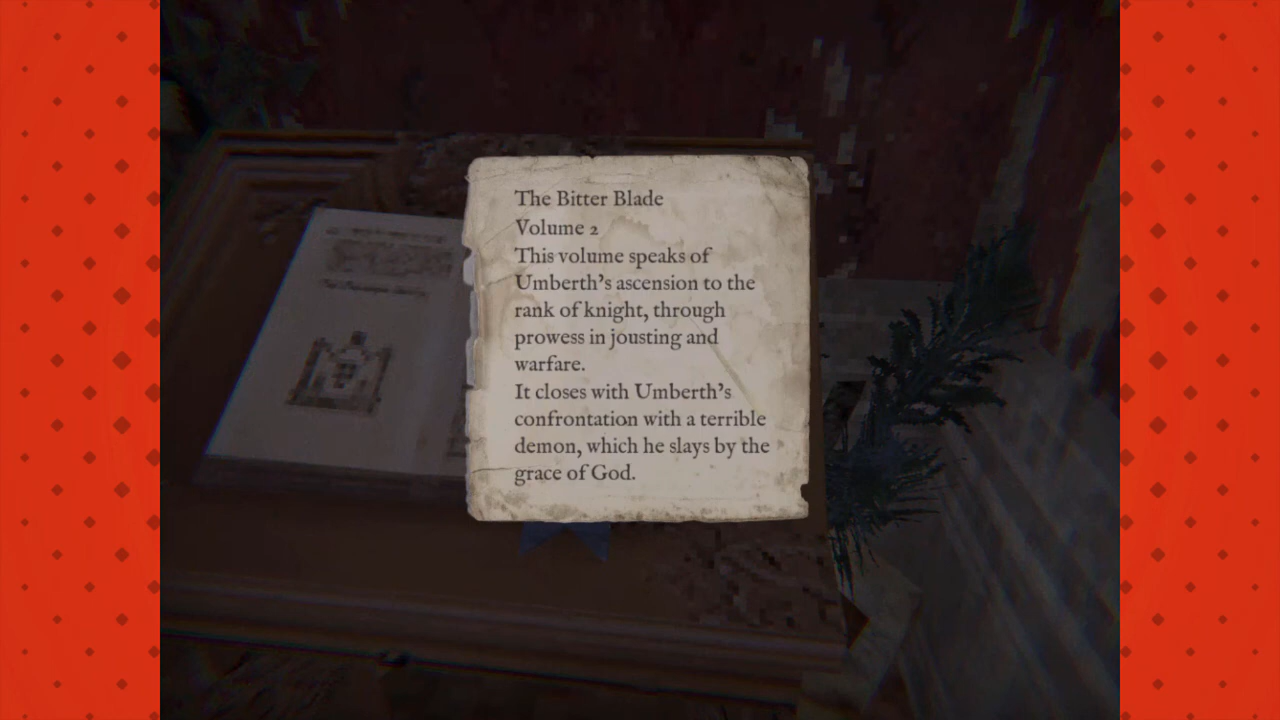 The Bitter Blade
Volume 2
This volume speaks of
Umberth's ascension to the
rank of knight, through
prowess in jousting and
warfare.
It closes with Umberth's
confrontation with a terrible
demon, which he slays by the
grace of God.